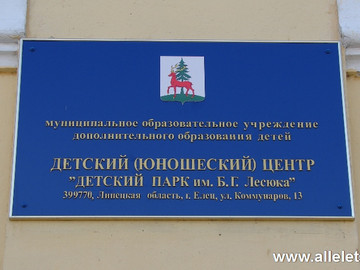 муниципальное образовательное учреждение
дополнительного образования детей
ДЕТСКИЙ (ЮНОШЕСКИЙ) ЦЕНТР
"ДЕТСКИЙ ПАРК им. Б.Г. Лесюка"
399770, Липецкая область, г. Елец, ул. Коммунаров, 13
www.allelet